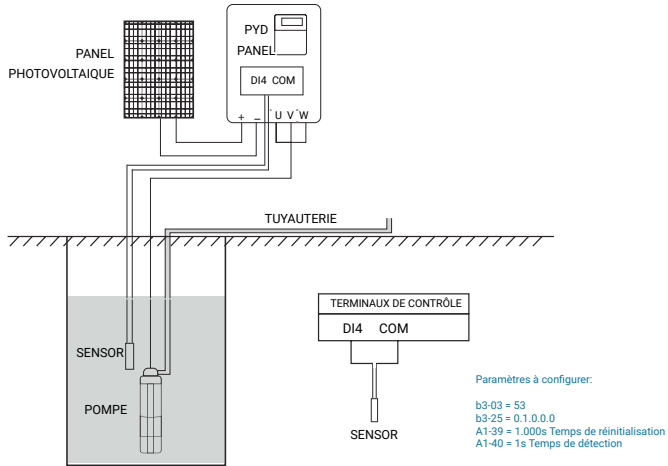 PANEL
PHOTOVOLTAIQUE
PYD
PANEL
DI4 COM
+ - U V W
TUYAUTERIE
SENSOR
POMPE
TERMINAUX DE CONTRÔLE
DI4 COM
SENSOR
Paramètres à configurer:
b3-03 = 53
b3-25 = 0.1.0.0.0
A1-39 = 1.000s Temps de réinitialisation
A1-40 = 1s Temps de détection